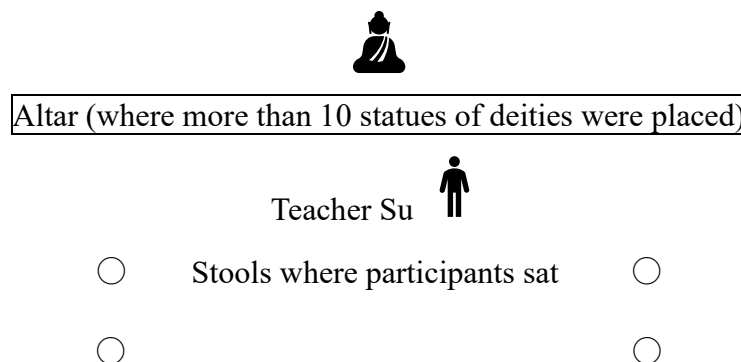 Altar (where more than 10 statues of deities were placed)
Teacher Su
Stools where participants sat